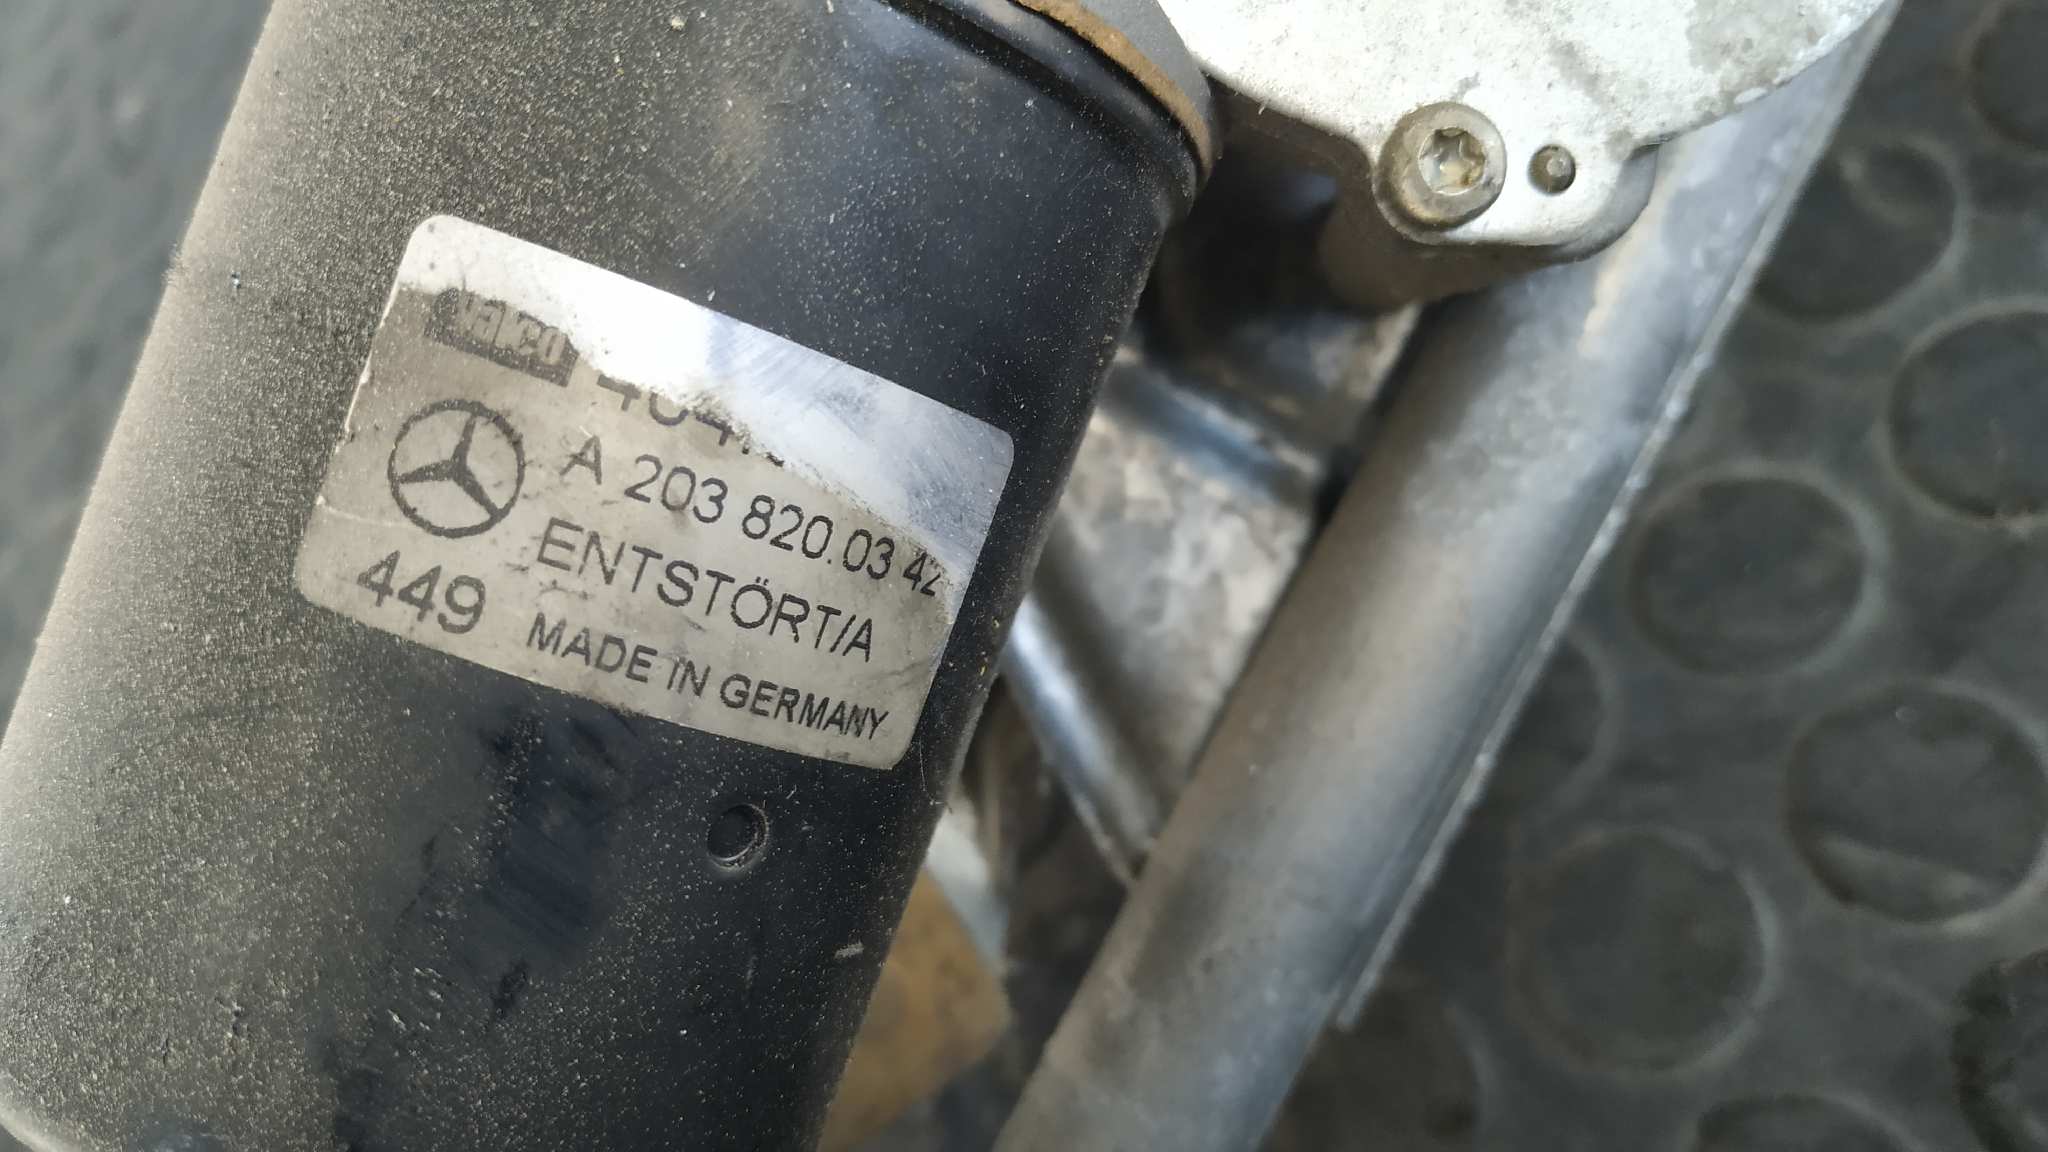 Valeo
A 203 820.03 42
ENTSTÖRT/A
449 MADE IN GERMANY